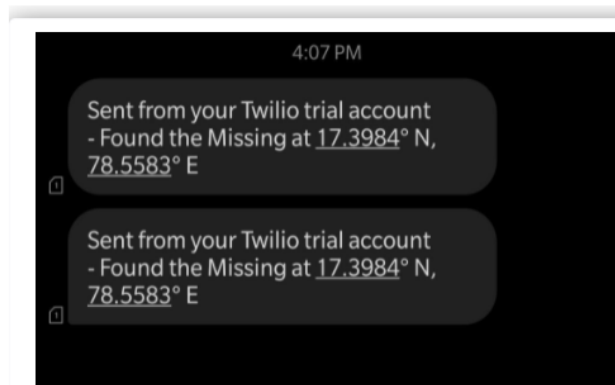 4:07 PM
Sent from your Twilio trial account
- Found the Missing at 17.3984° N,
78.5583° E
Sent from your Twilio trial account
- Found the Missing at 17.3984° N,
78.5583° E